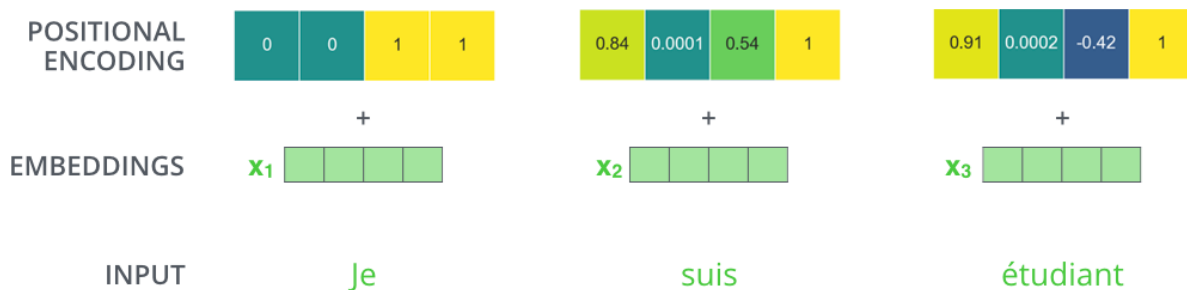 POSITIONAL
ENCODING
0 0 1 1
0.84 0.0001 0.54 1
0.91 0.0002 -0.42 1
+ + +
EMBEDDINGS x1 x2 x3
INPUT Je suis étudiant